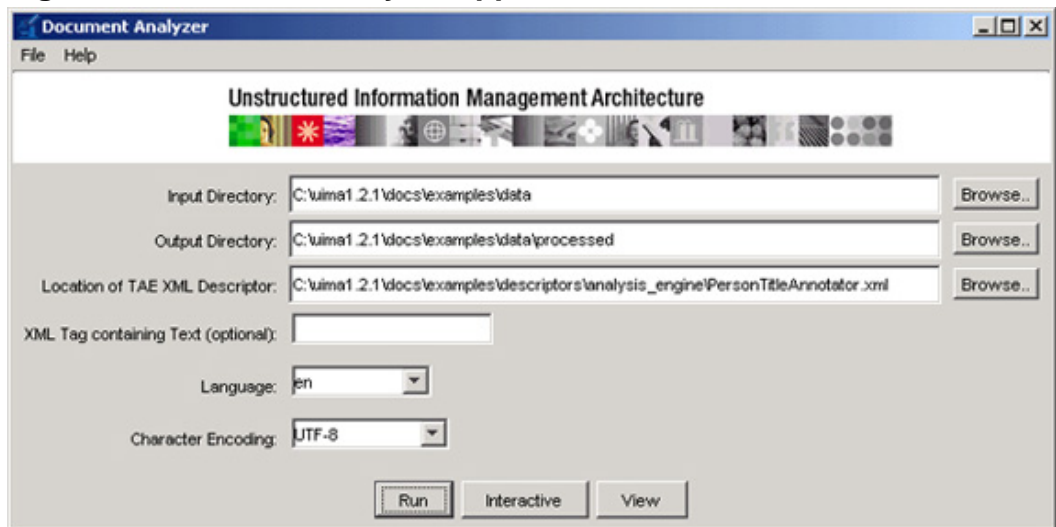 Document Analyzer
File Help
Unstructured Information Management Architecture
Input Directory: C:\uima1.2.1\docs\examples\data Browse..
Output Directory: C:\uima1.2.1\docs\examples\data\processed Browse..
Location of TAE XML Descriptor: C:\uima1.2.1\docs\examples\descriptors\analysis_engine\PersonTitleAnnotator.xml Browse..
XML Tag containing Text (optional):
Language: en
Character Encoding: UTF-8
Run Interactive View